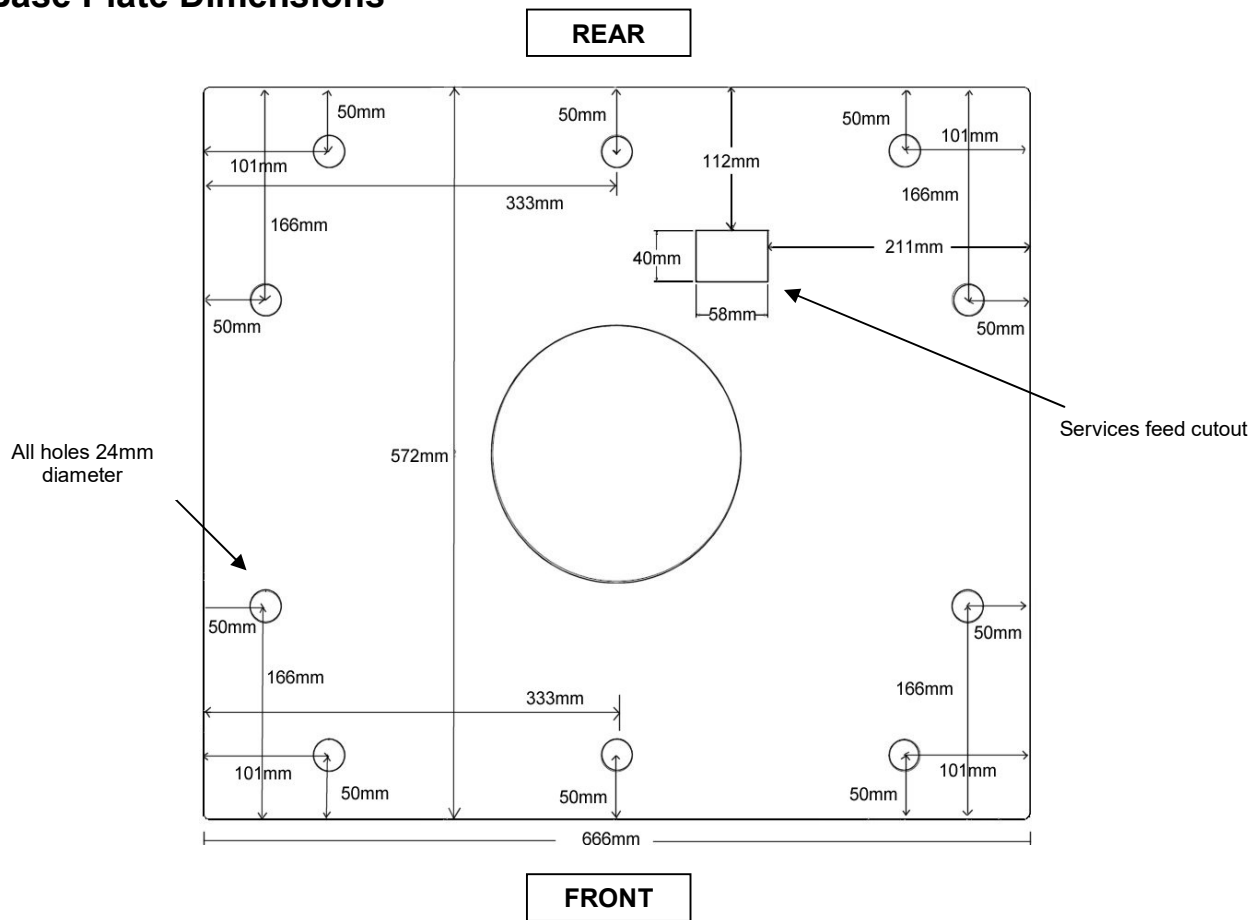 Base Plate Dimensions
REAR
50mm
50mm
50mm
101mm
101mm
112mm
166mm
333mm
166mm
211mm
40mm
58mm
50mm
50mm
Services feed cutout
All holes 24mm
diameter
572mm
50mm
50mm
166mm
166mm
333mm
101mm
101mm
50mm
50mm
50mm
666mm
FRONT